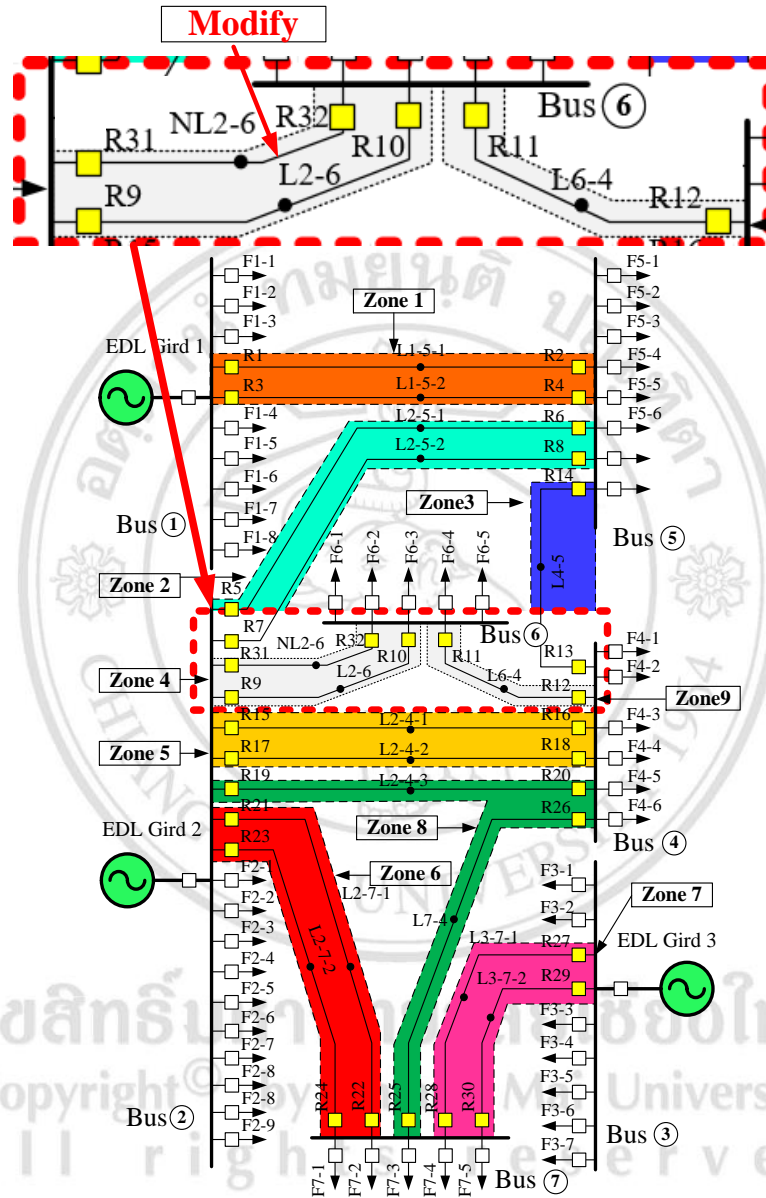 Modify
Bus 6
R32
NL2-6
R31
R10
R11
L2-6
L6-4
R9
R12
F1-1
F1-2
F1-3
F5-1
F5-2
F5-3
F5-4
F5-5
F5-6
Zone 1
EDL Gird 1
R1
L1-5-1
R2
R3
L1-5-2
R4
L2-5-1
R6
L2-5-2
R8
F1-4
F1-5
F1-6
F1-7
F1-8
R14
Zone3
Bus 1
Bus 5
F6-1
F6-2
F6-3
F6-4
F6-5
L4-5
Zone 2
R5
R7
Bus 6
NL2-6
R32
R10
R11
R13
F4-1
F4-2
R31
L2-6
L6-4
Zone 4
R9
R12
Zone9
R15
L2-4-1
R16
F4-3
Zone 5
R17
L2-4-2
R18
F4-4
R19
L2-4-3
R20
F4-5
R21
R26
F4-6
Zone 8
EDL Gird 2
R23
Bus 4
F2-1
Zone 6
F3-1
L2-7-1
F3-2
Zone 7
F2-2
L7-4
L3-7-1
R27
EDL Gird 3
F2-3
L2-7-2
L3-7-2
R29
F2-4
F3-3
F2-5
F3-4
F2-6
F3-5
F2-7
F3-6
F2-8
F2-8
F2-9
F3-7
R24
R22
R25
R28
R30
Bus 2
Bus 3
F7-1
F7-2
F7-3
F7-4
F7-5
Bus 7